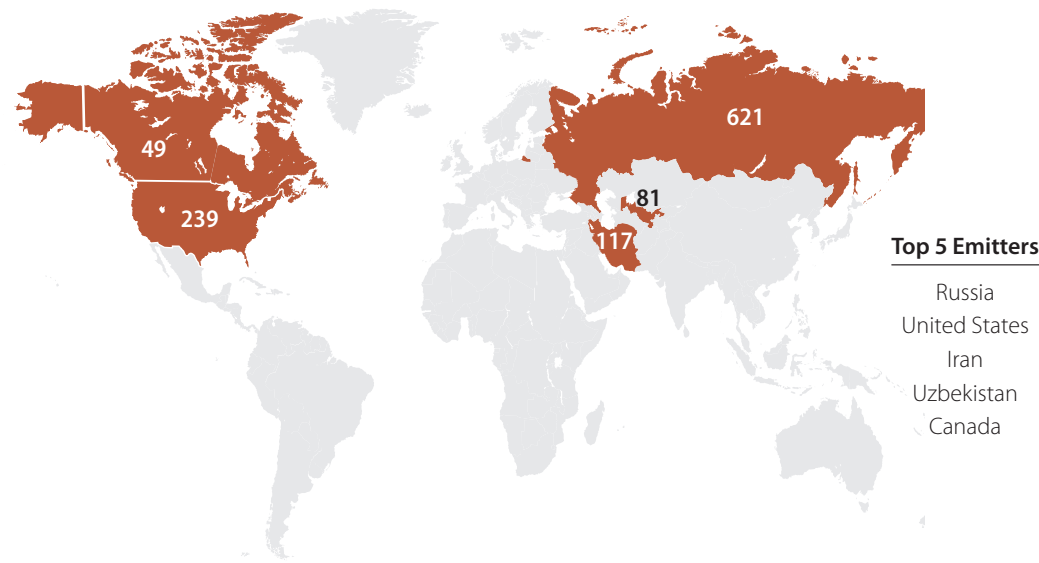 621
49
81
239
117
Top 5 Emitters
Russia
United States
Iran
Uzbekistan
Canada